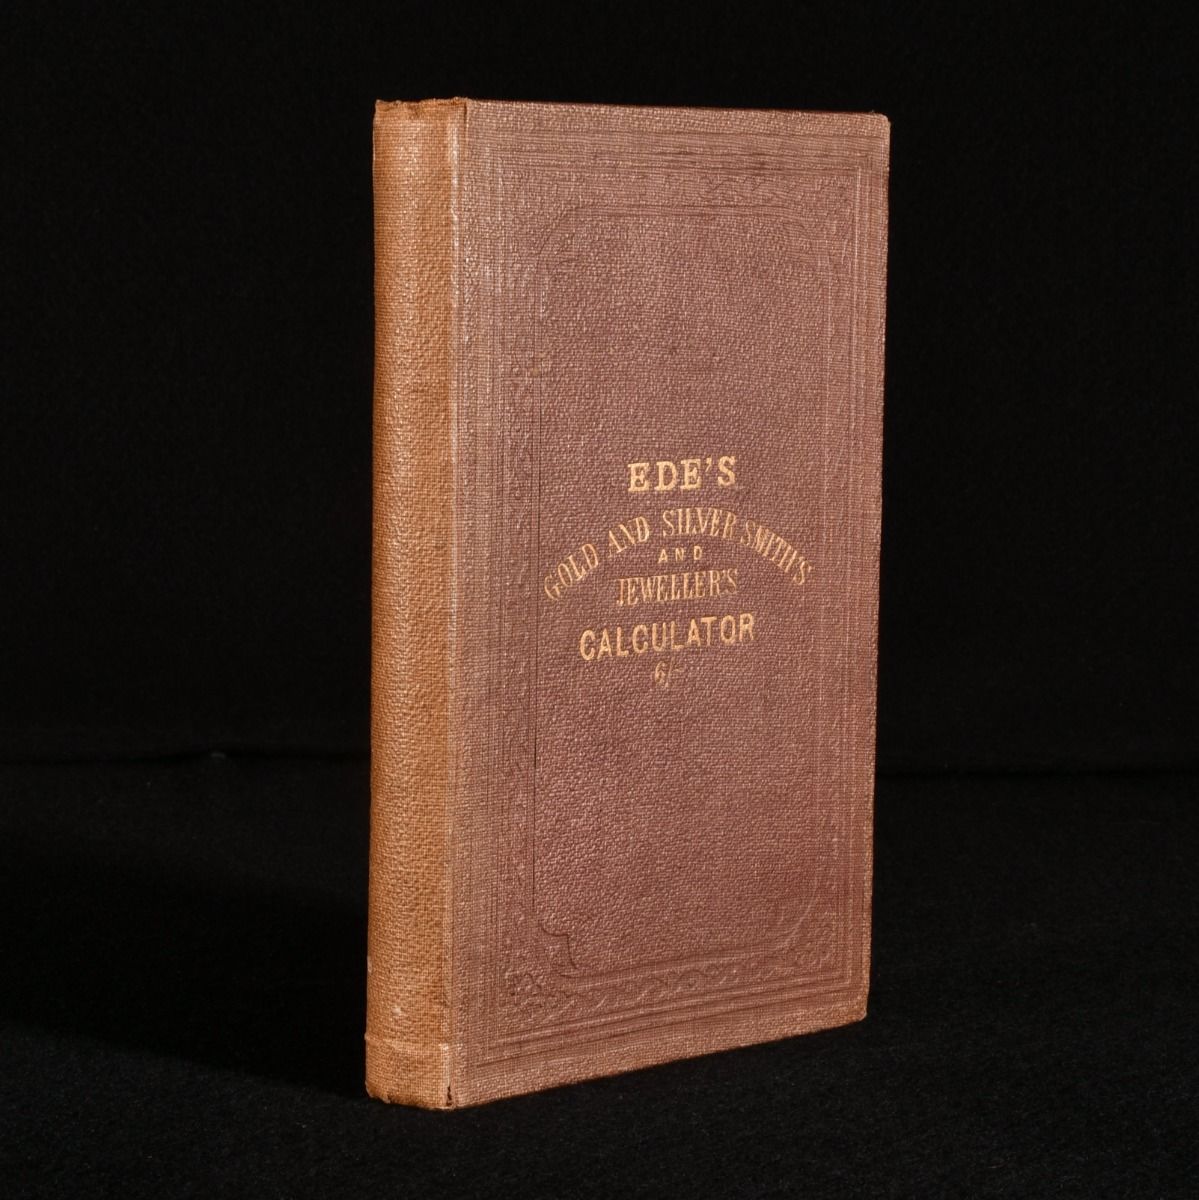 EDE'S
GOLD AND SILVER SMITH'S
AND
JEWELLER'S
CALCULATOR
6/-